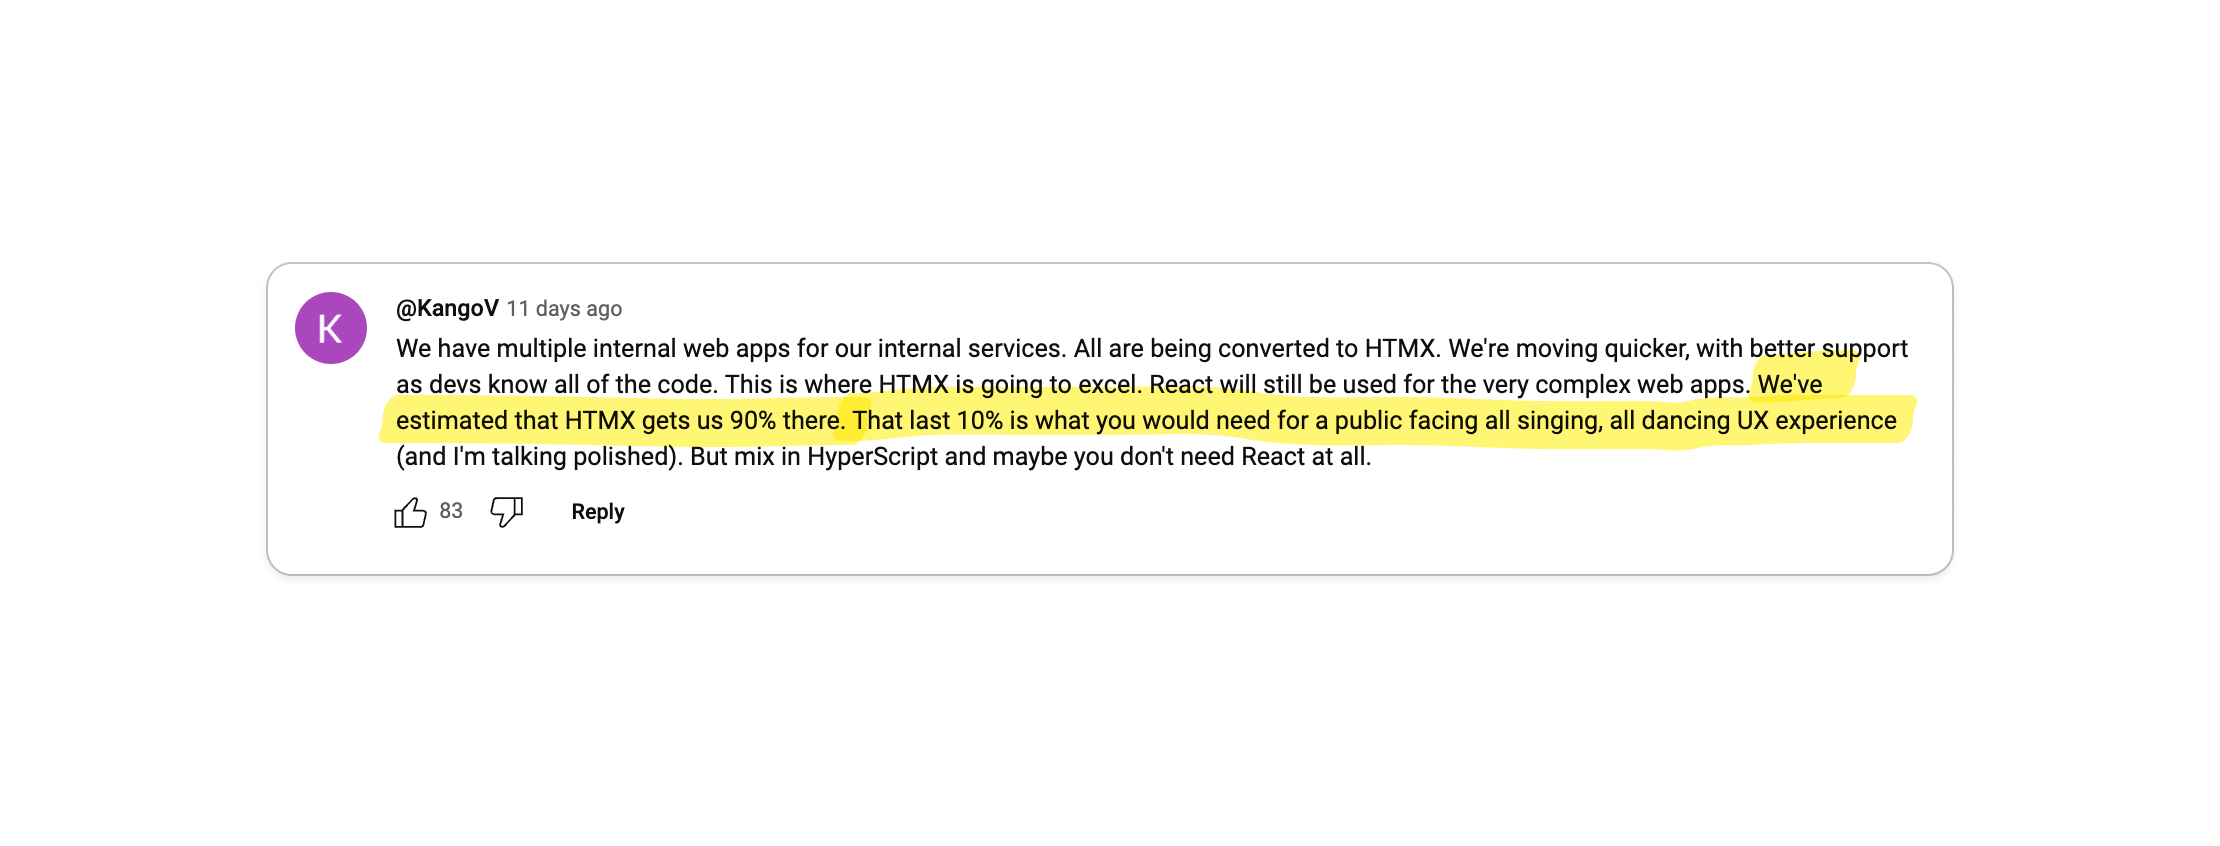 K
@KangoV 11 days ago
We have multiple internal web apps for our internal services. All are being converted to HTMX. We're moving quicker, with better support
as devs know all of the code. This is where HTMX is going to excel. React will still be used for the very complex web apps. We've
estimated that HTMX gets us 90% there. That last 10% is what you would need for a public facing all singing, all dancing UX experience
(and I'm talking polished). But mix in HyperScript and maybe you don't need React at all.
83 Reply